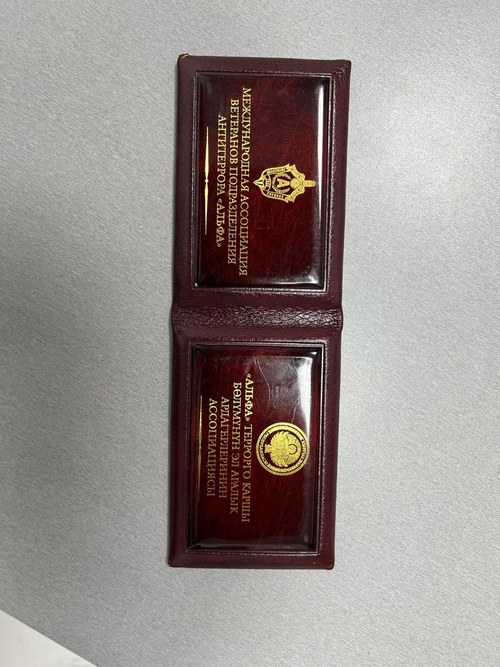 МЕЖДУНАРОДНАЯ АССОЦИАЦИЯ
ВЕТЕРАНОВ ПОДРАЗДЕЛЕНИЯ
АНТИТЕРРОРА «АЛЬФА»
А
«АЛЬФА» ТЕРРОРГО КАРШЫ
БӨЛҮМҮНҮН ЭЛ АРАЛЫК
АРДАГЕРЛЕРИНИН
АССОЦИАЦИЯСЫ